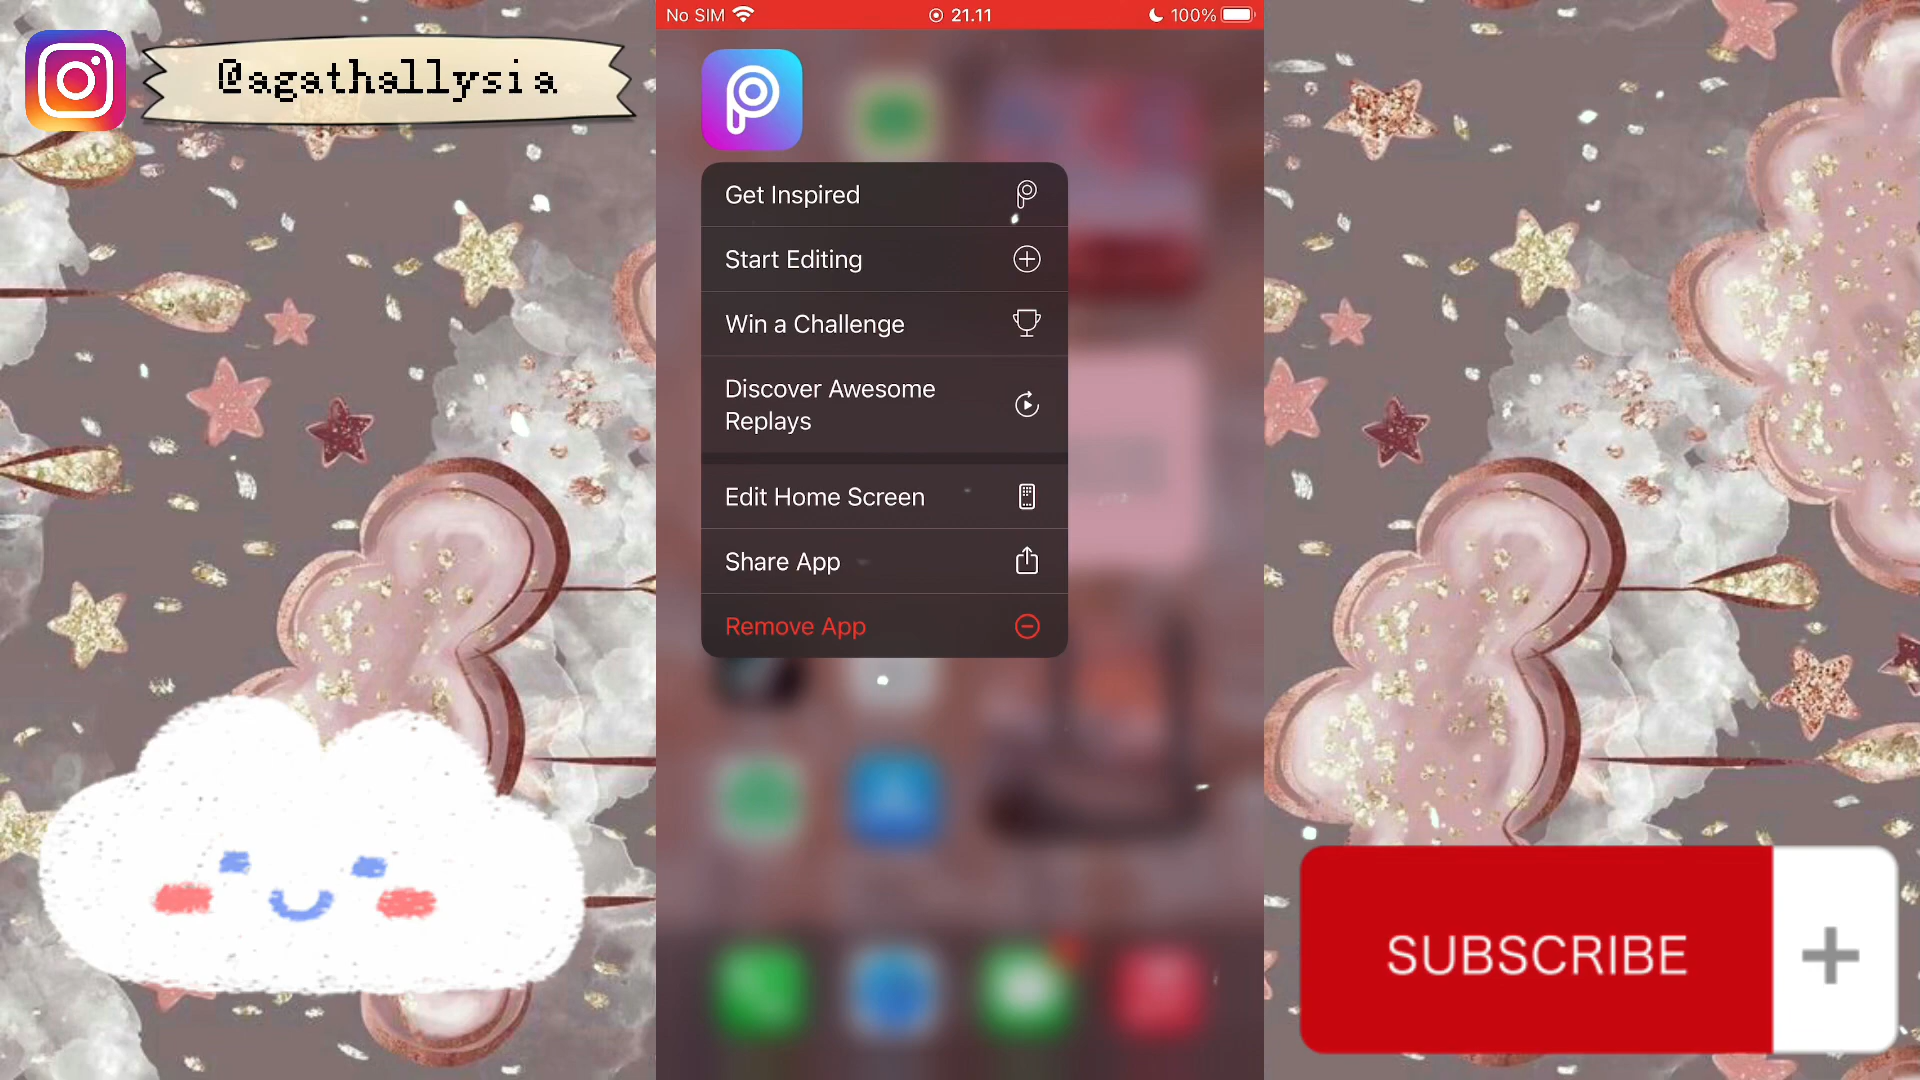 @agathallysia
No SIM
21.11
100%
Get Inspired
Start Editing
Win a Challenge
Discover Awesome
Replays
Edit Home Screen
Share App
Remove App
SUBSCRIBE